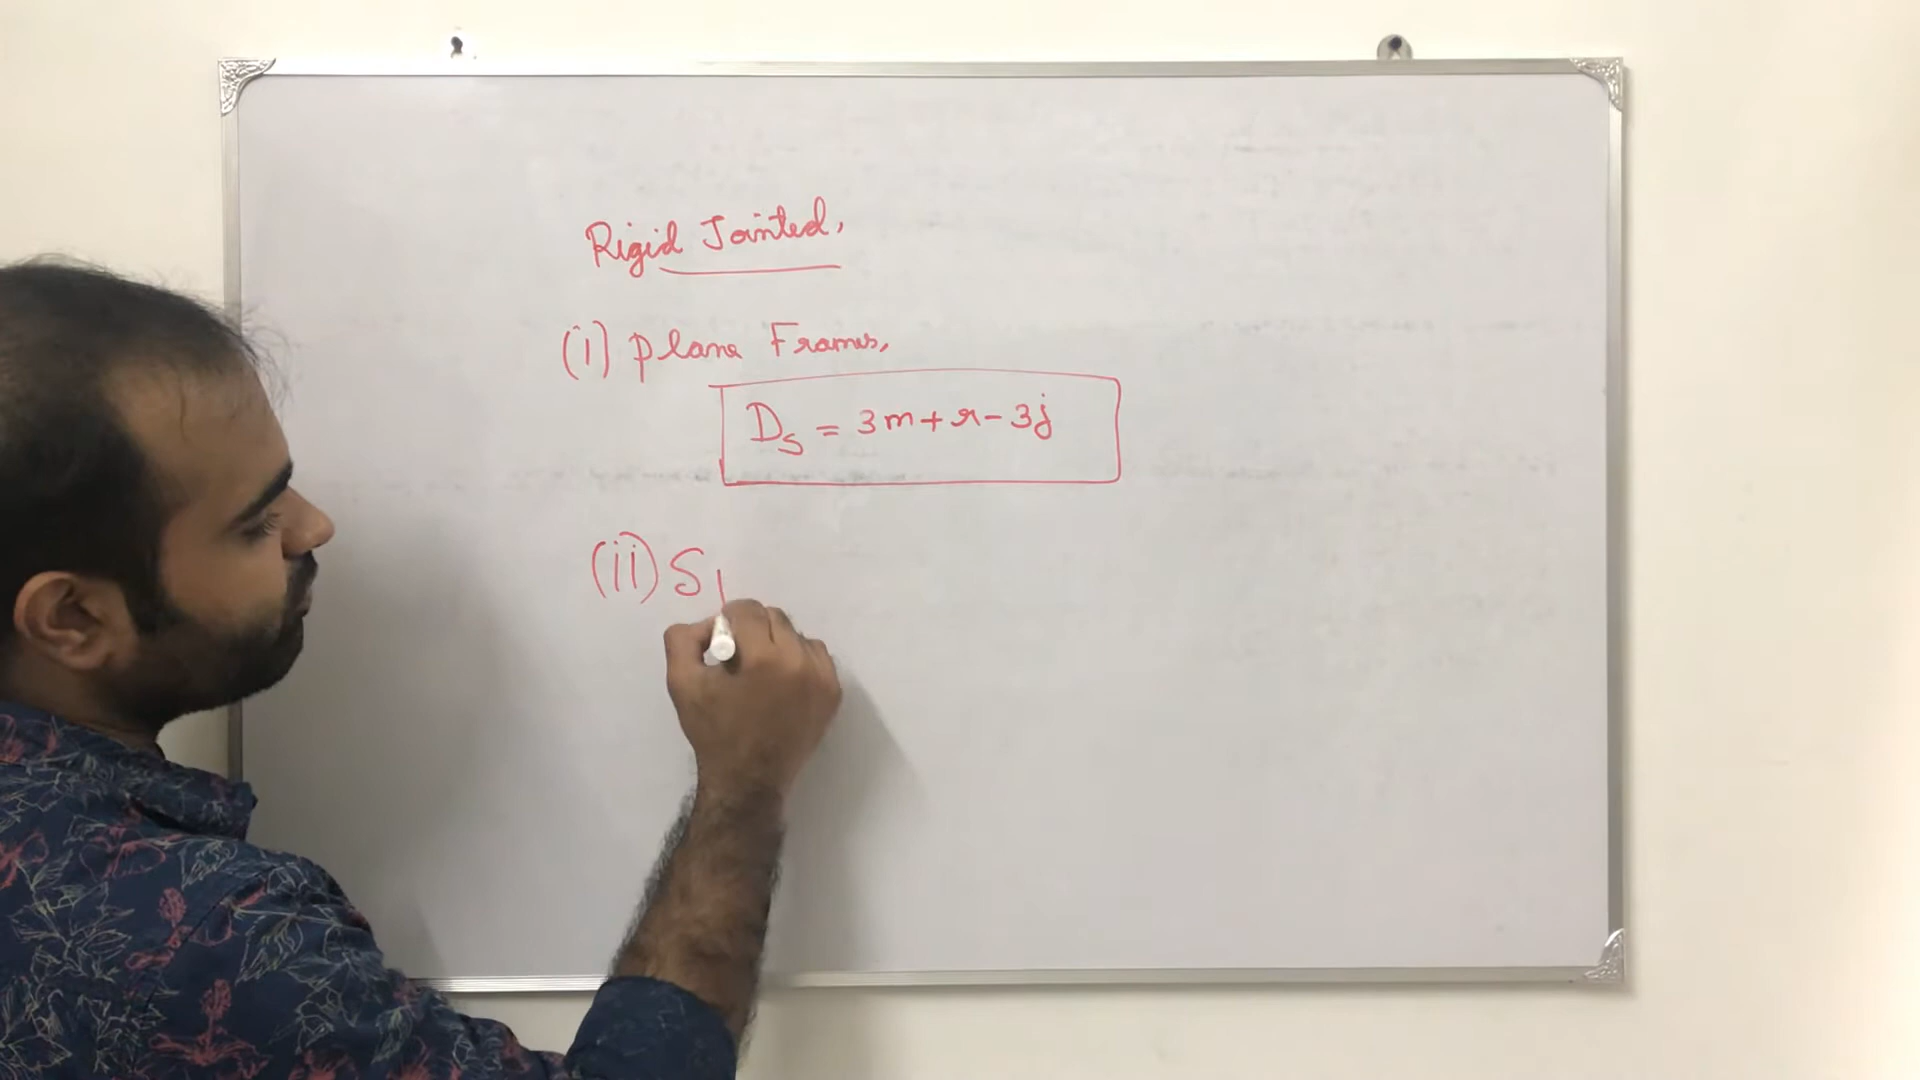 Rigid Jointed,
(i) plane Frames,
Ds = 3m+r-3j
(ii) S